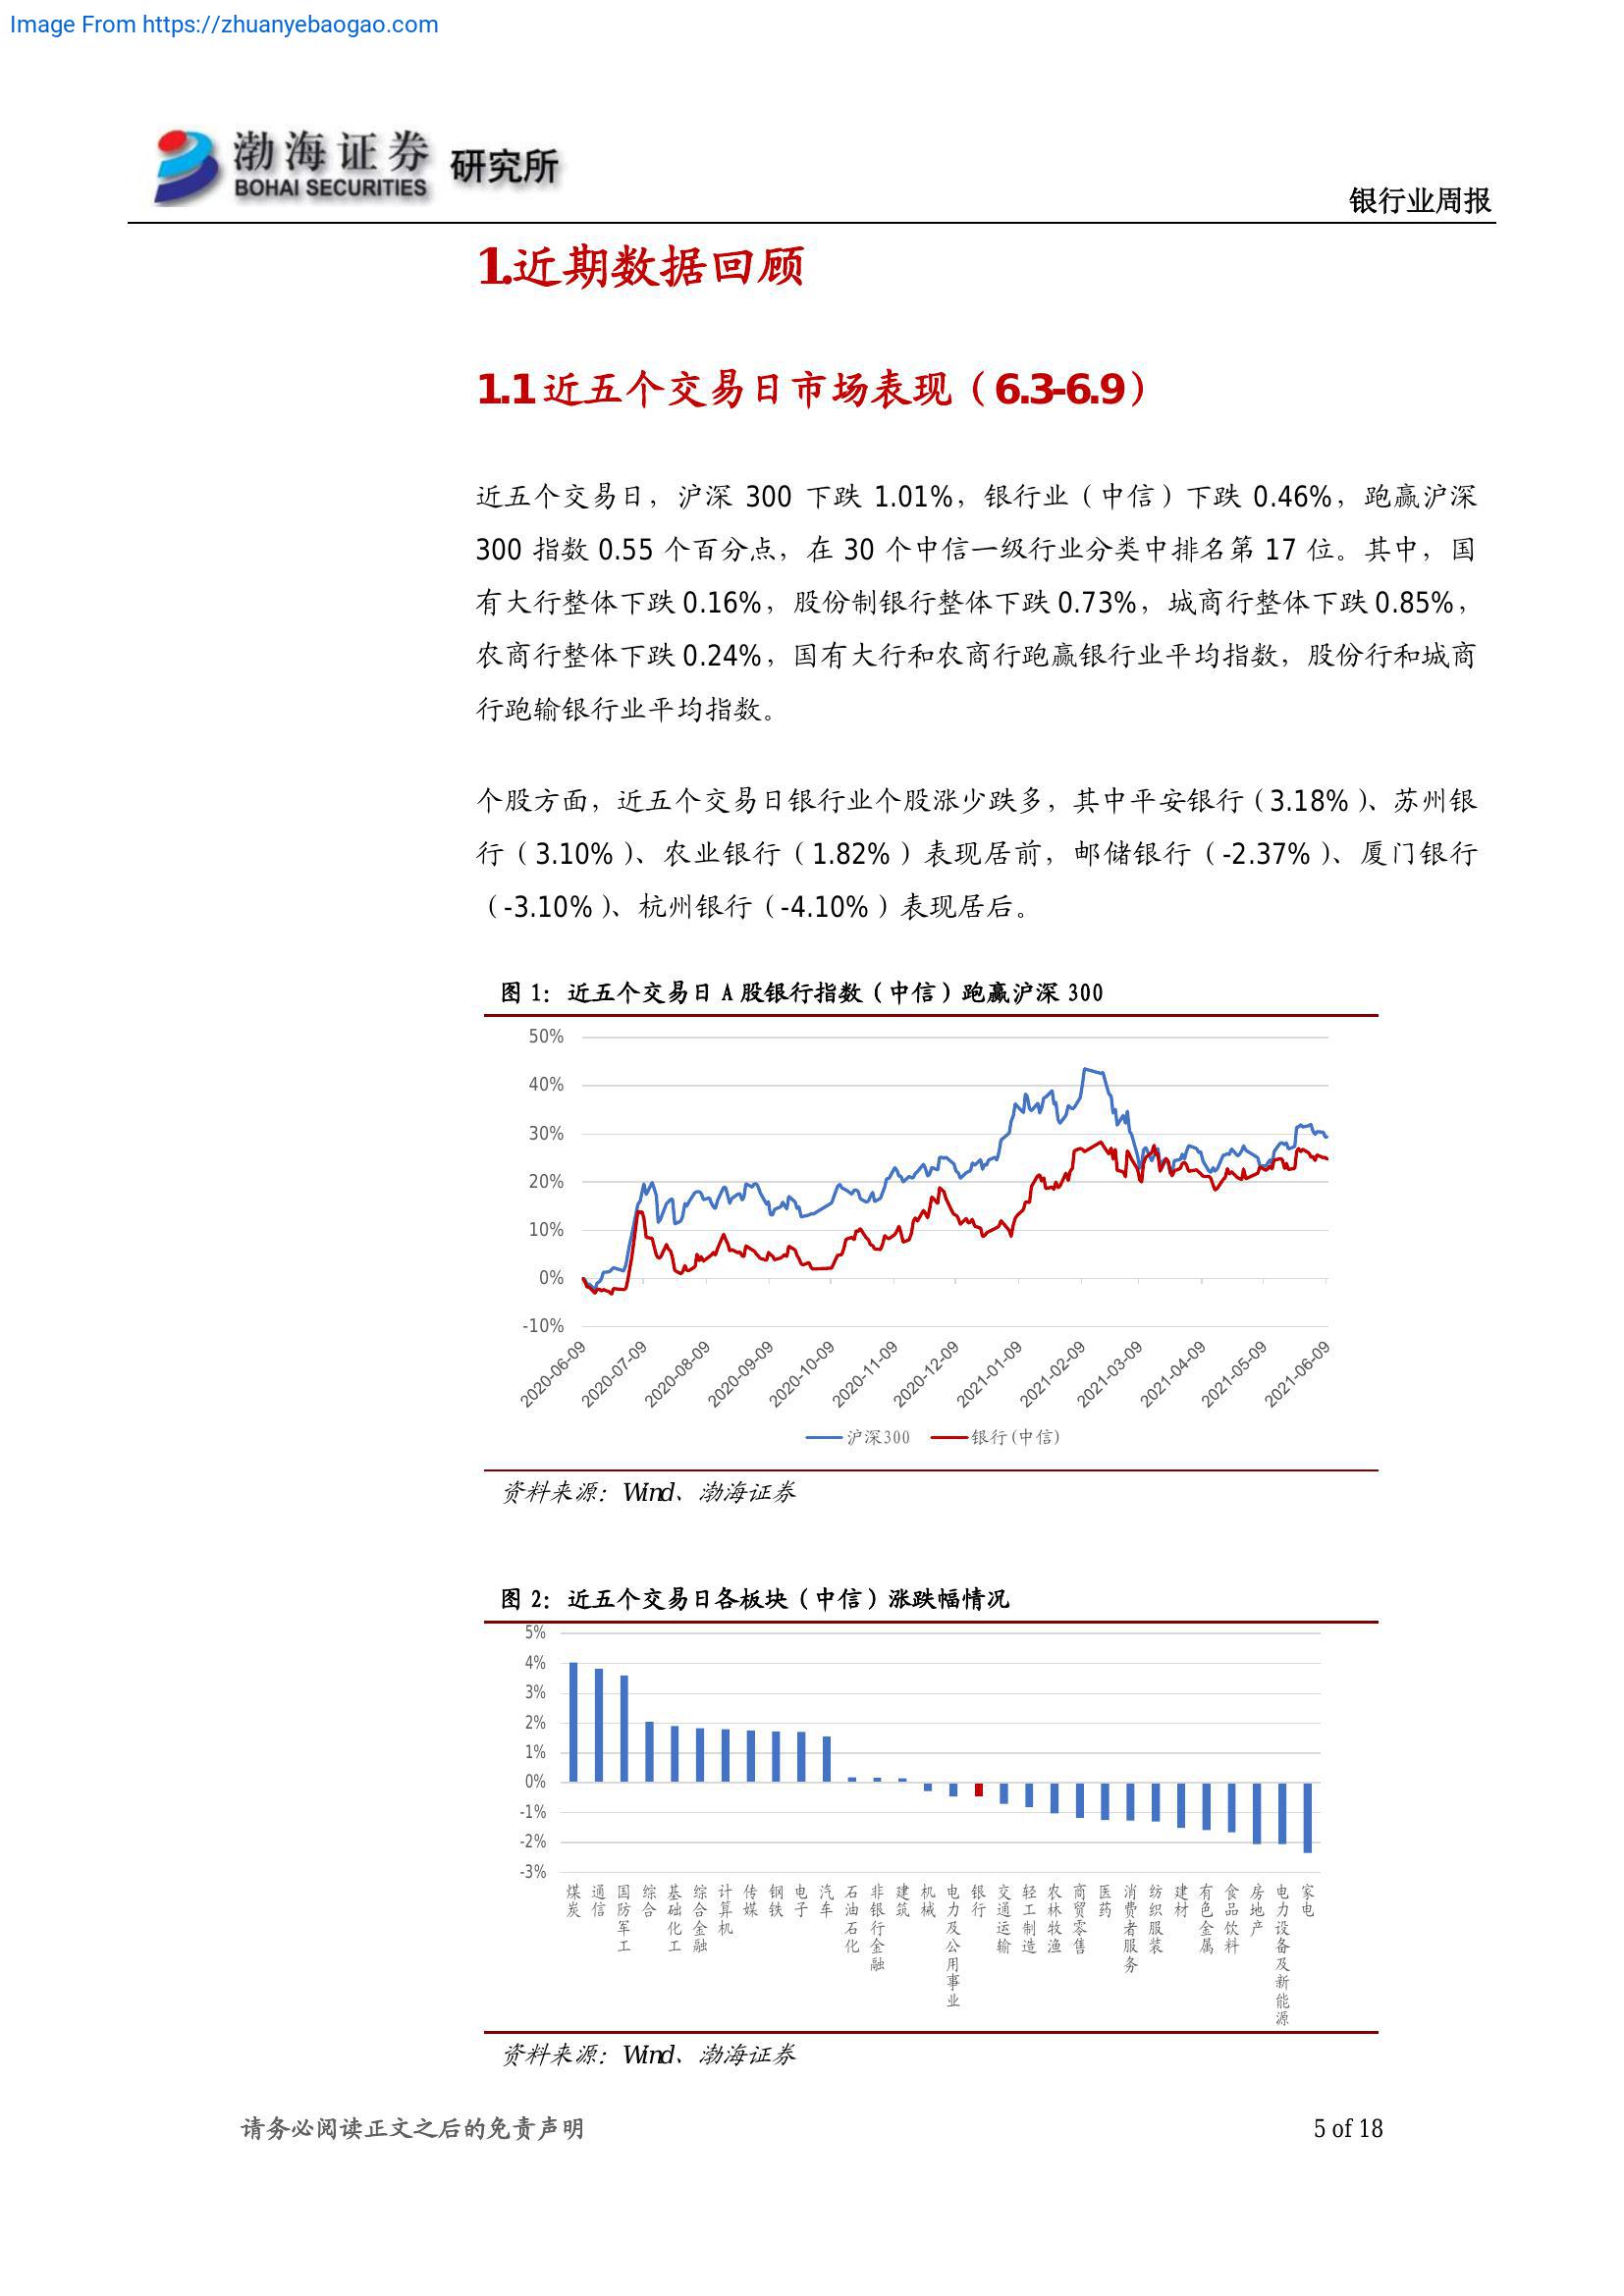 Image From https://zhuanyebaogao.com
渤海证券 研究所
BOHAI SECURITIES
银行业周报
1.近期数据回顾
1.1 近五个交易日市场表现（6.3-6.9）
近五个交易日，沪深 300 下跌 1.01%，银行业（中信）下跌 0.46%，跑赢沪深
300 指数 0.55 个百分点，在 30 个中信一级行业分类中排名第 17 位。其中，国
有大行整体下跌 0.16%，股份制银行整体下跌 0.73%，城商行整体下跌 0.85%，
农商行整体下跌 0.24%，国有大行和农商行跑赢银行业平均指数，股份行和城商
行跑输银行业平均指数。
个股方面，近五个交易日银行业个股涨少跌多，其中平安银行（3.18%）、苏州银
行（3.10%）、农业银行（1.82%）表现居前，邮储银行（-2.37%）、厦门银行
（-3.10%）、杭州银行（-4.10%）表现居后。
图 1：近五个交易日 A 股银行指数（中信）跑赢沪深 300
50%
40%
30%
20%
10%
0%
-10%
2020-06-09
2020-07-09
2020-08-09
2020-09-09
2020-10-09
2020-11-09
2020-12-09
2021-01-09
2021-02-09
2021-03-09
2021-04-09
2021-05-09
2021-06-09
沪深300 银行(中信)
资料来源：Wind、渤海证券
图 2：近五个交易日各板块（中信）涨跌幅情况
5%
4%
3%
2%
1%
0%
-1%
-2%
-3%
煤炭
通信
国防军工
综合
基础化工
综合金融
计算机
传媒
钢铁
电子
汽车
石油石化
非银行金融
建筑
机械
电力及公用事业
银行
交通运输
轻工制造
农林牧渔
商贸零售
医药
消费者服务
纺织服装
建材
有色金属
食品饮料
房地产
电力设备及新能源
家电
资料来源：Wind、渤海证券
请务必阅读正文之后的免责声明
5 of 18